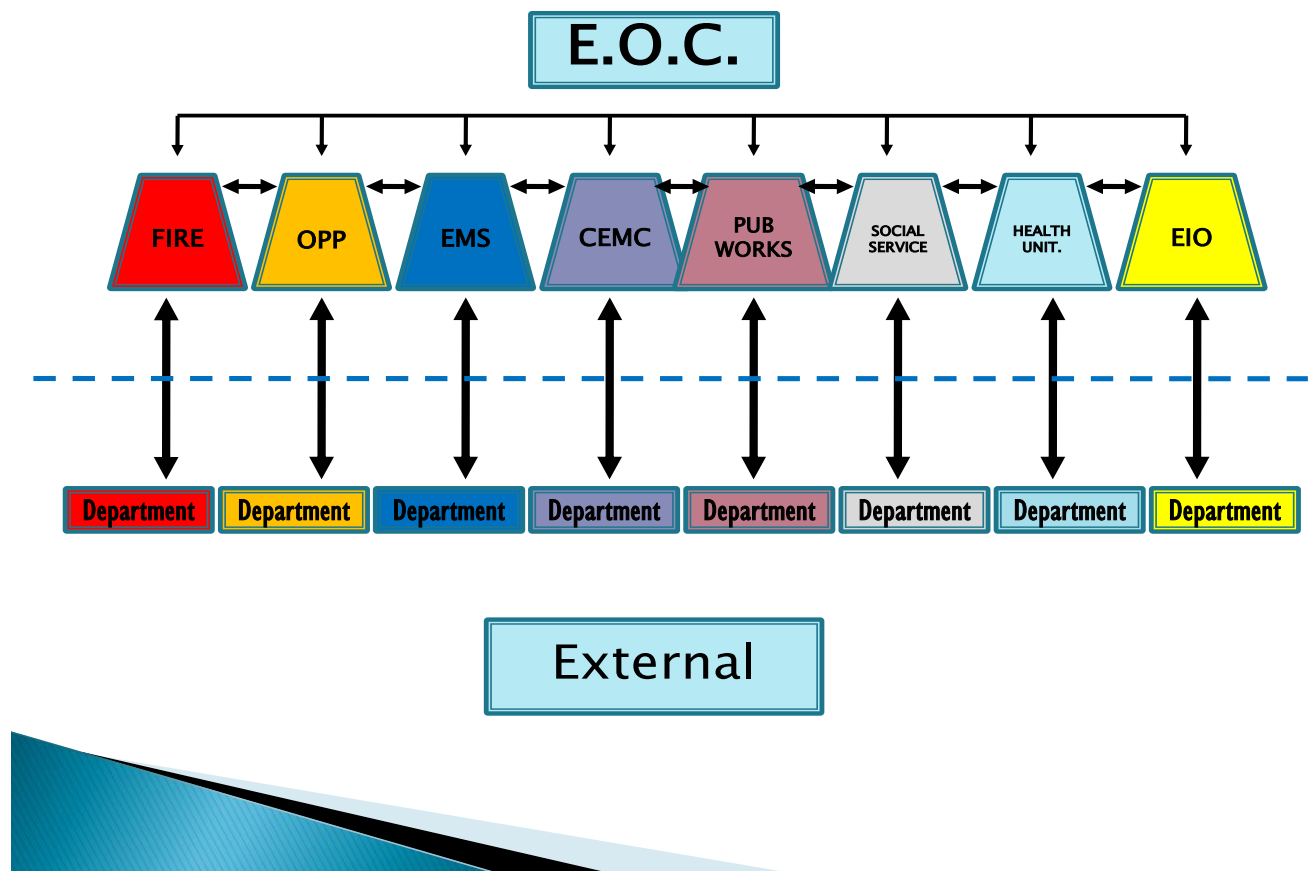 E.O.C.
FIRE
OPP
EMS
CEMC
PUB
WORKS
SOCIAL
SERVICE
HEALTH
UNIT.
EIO
Department
Department
Department
Department
Department
Department
Department
Department
External